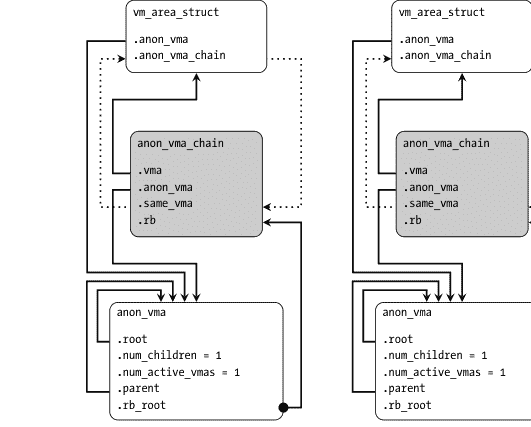 vm_area_struct
.anon_vma
.anon_vma_chain
anon_vma_chain
.vma
.anon_vma
.same_vma
.rb
anon_vma
.root
.num_children = 1
.num_active_vmas = 1
.parent
.rb_root
vm_area_struct
.anon_vma
.anon_vma_chain
anon_vma_chain
.vma
.anon_vma
.same_vma
.rb
anon_vma
.root
.num_children = 1
.num_active_vmas = 1
.parent
.rb_root